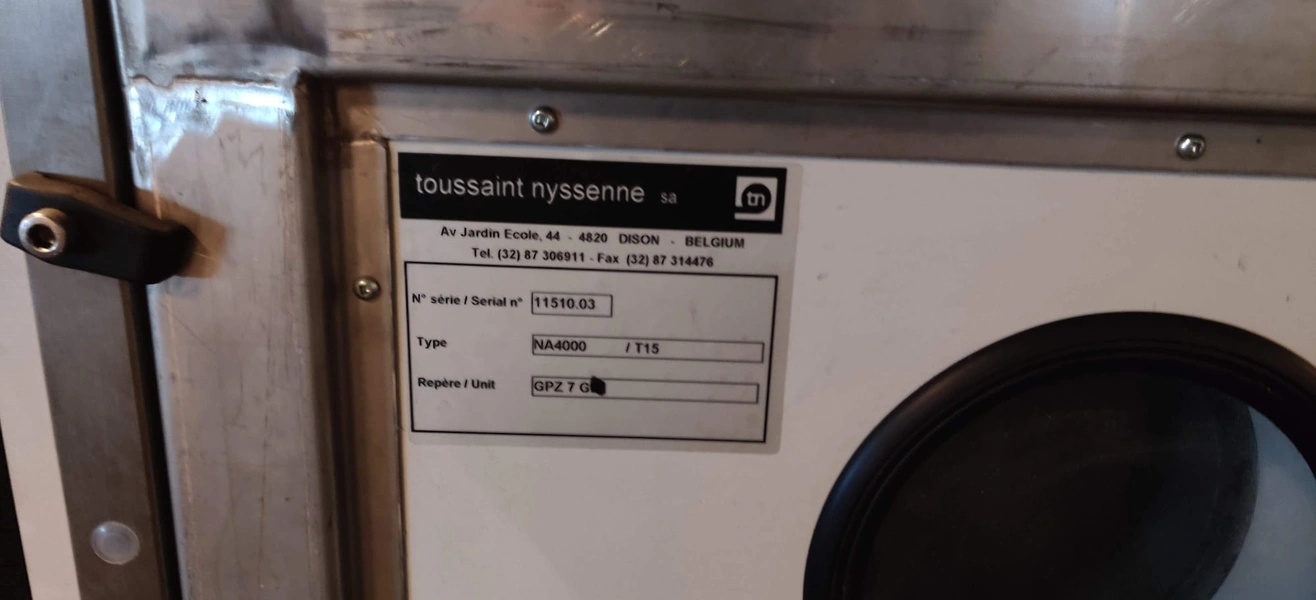 toussaint nyssenne sa tn
Av Jardin Ecole, 44 - 4820 DISON - BELGIUM
Tel. (32) 87 306911 - Fax (32) 87 314476
N° série / Serial n° 11510.03
Type NA4000 / T15
Repère / Unit GPZ 7 G